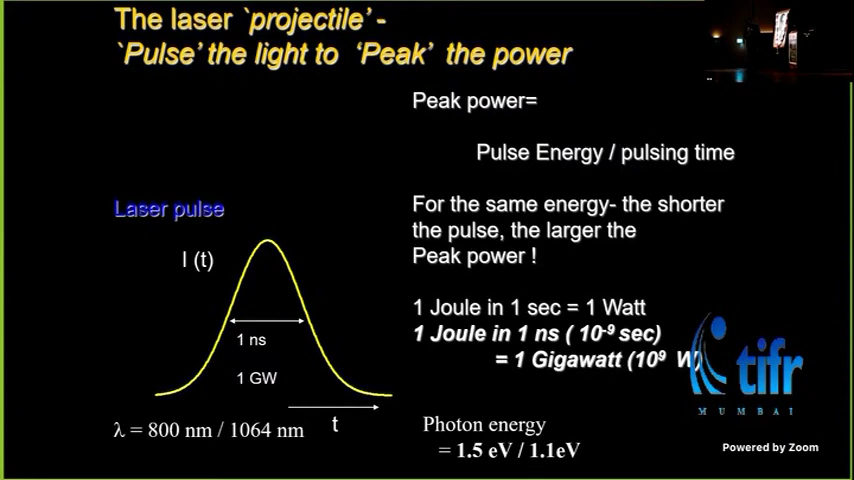 The laser `projectile' -
`Pulse' the light to 'Peak' the power
Peak power=
Pulse Energy / pulsing time
For the same energy- the shorter
the pulse, the larger the
Peak power !
1 Joule in 1 sec = 1 Watt
1 Joule in 1 ns ( 10⁻⁹ sec)
= 1 Gigawatt (10⁹ W)
Laser pulse
I (t)
1 ns
1 GW
t
λ = 800 nm / 1064 nm
Photon energy
= 1.5 eV / 1.1eV
tifr
MUMBAI
Powered by Zoom